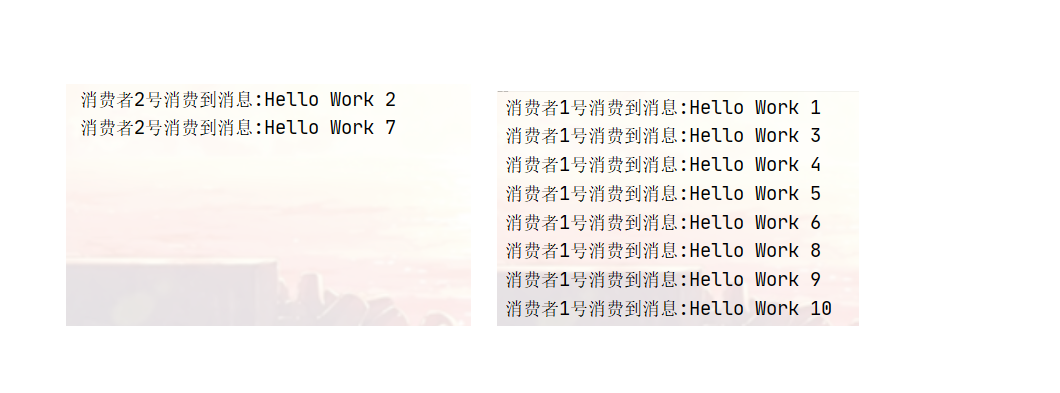 消费者2号消费到消息:Hello Work 2
消费者2号消费到消息:Hello Work 7
消费者1号消费到消息:Hello Work 1
消费者1号消费到消息:Hello Work 3
消费者1号消费到消息:Hello Work 4
消费者1号消费到消息:Hello Work 5
消费者1号消费到消息:Hello Work 6
消费者1号消费到消息:Hello Work 8
消费者1号消费到消息:Hello Work 9
消费者1号消费到消息:Hello Work 10